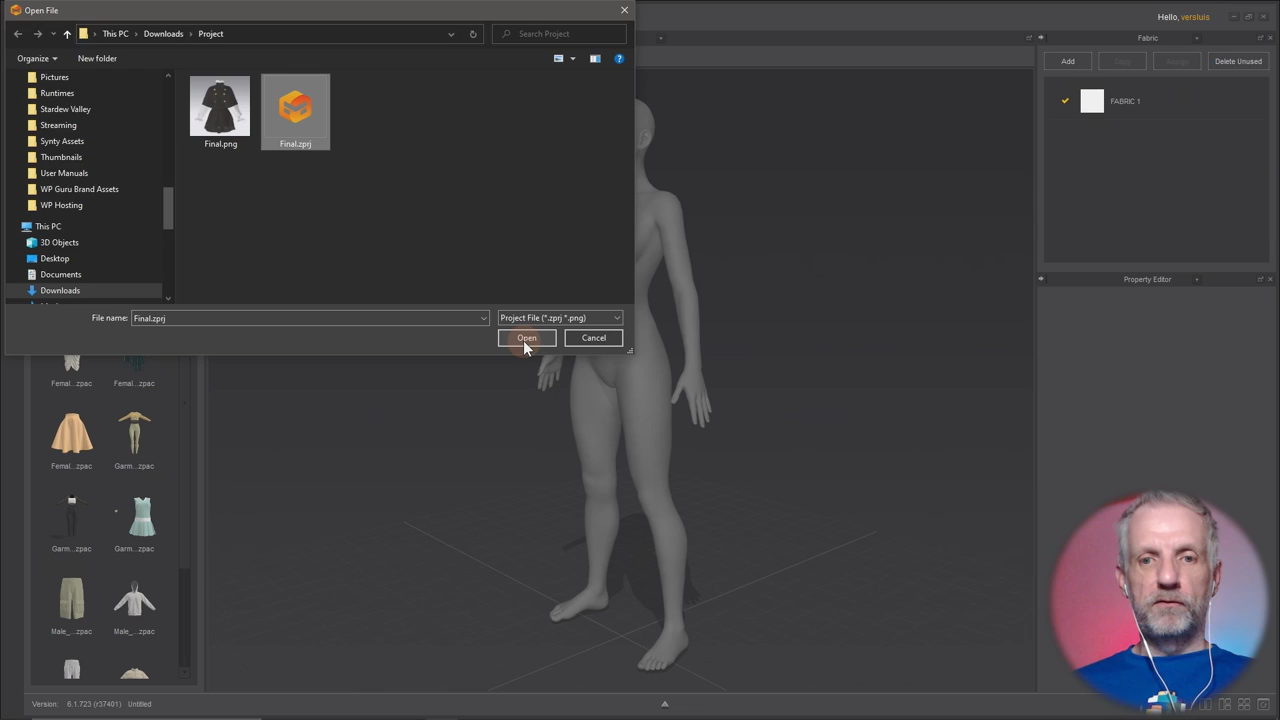 Open File
Hello, versluis
This PC
Downloads
Project
Search Project
Fabric
Organize
New folder
Add
Copy
Assign
Delete Unused
Pictures
Runtimes
Stardew Valley
Streaming
Synty Assets
Thumbnails
User Manuals
WP Guru Brand Assets
WP Hosting
This PC
3D Objects
Desktop
Documents
Downloads
Final.png
Final.zprj
FABRIC 1
Property Editor
File name:
Final.zprj
Project File (*.zprj *.png)
Open
Cancel
Femal...zpac
Femal...zpac
Femal...zpac
Garm...zpac
Garm...zpac
Garm...zpac
Male_...zpac
Male_...zpac
Version: 6.1.723 (r37401) Untitled